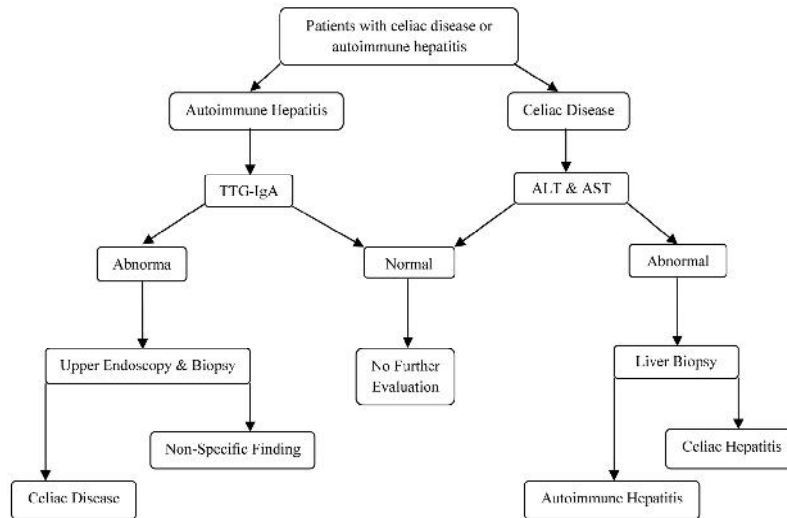 Patients with celiac disease or
autoimmune hepatitis
Autoimmune Hepatitis
Celiac Disease
TTG-IgA
ALT & AST
Abnorma
Normal
Abnormal
Upper Endoscopy & Biopsy
No Further
Evaluation
Liver Biopsy
Non-Specific Finding
Celiac Hepatitis
Celiac Disease
Autoimmune Hepatitis